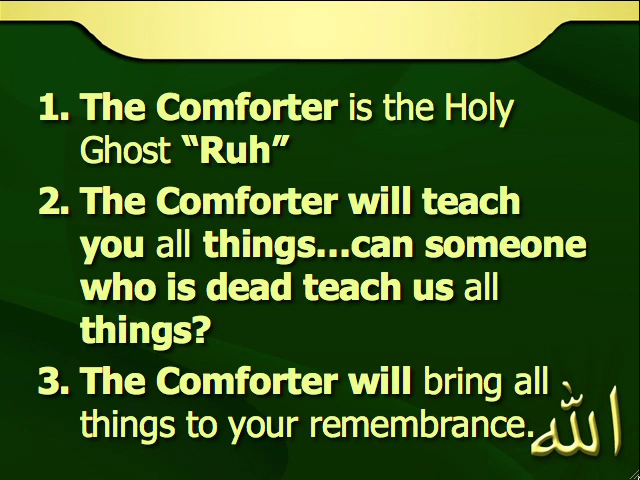 1. The Comforter is the Holy
Ghost “Ruh”
2. The Comforter will teach
you all things...can someone
who is dead teach us all
things?
3. The Comforter will bring all
things to your remembrance.
الله